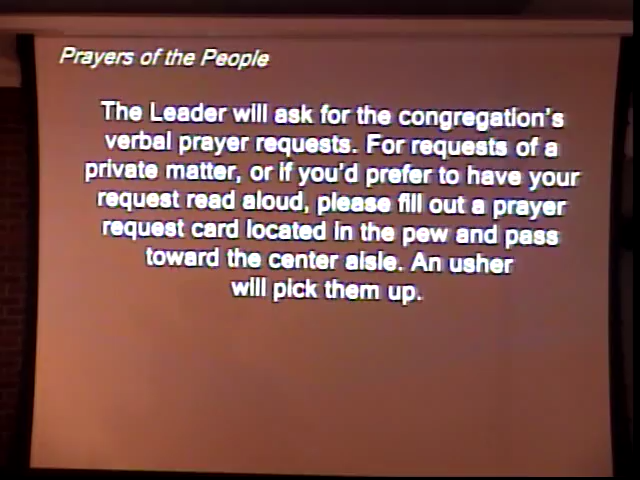 Prayers of the People
The Leader will ask for the congregation's
verbal prayer requests. For requests of a
private matter, or if you'd prefer to have your
request read aloud, please fill out a prayer
request card located in the pew and pass
toward the center aisle. An usher
will pick them up.